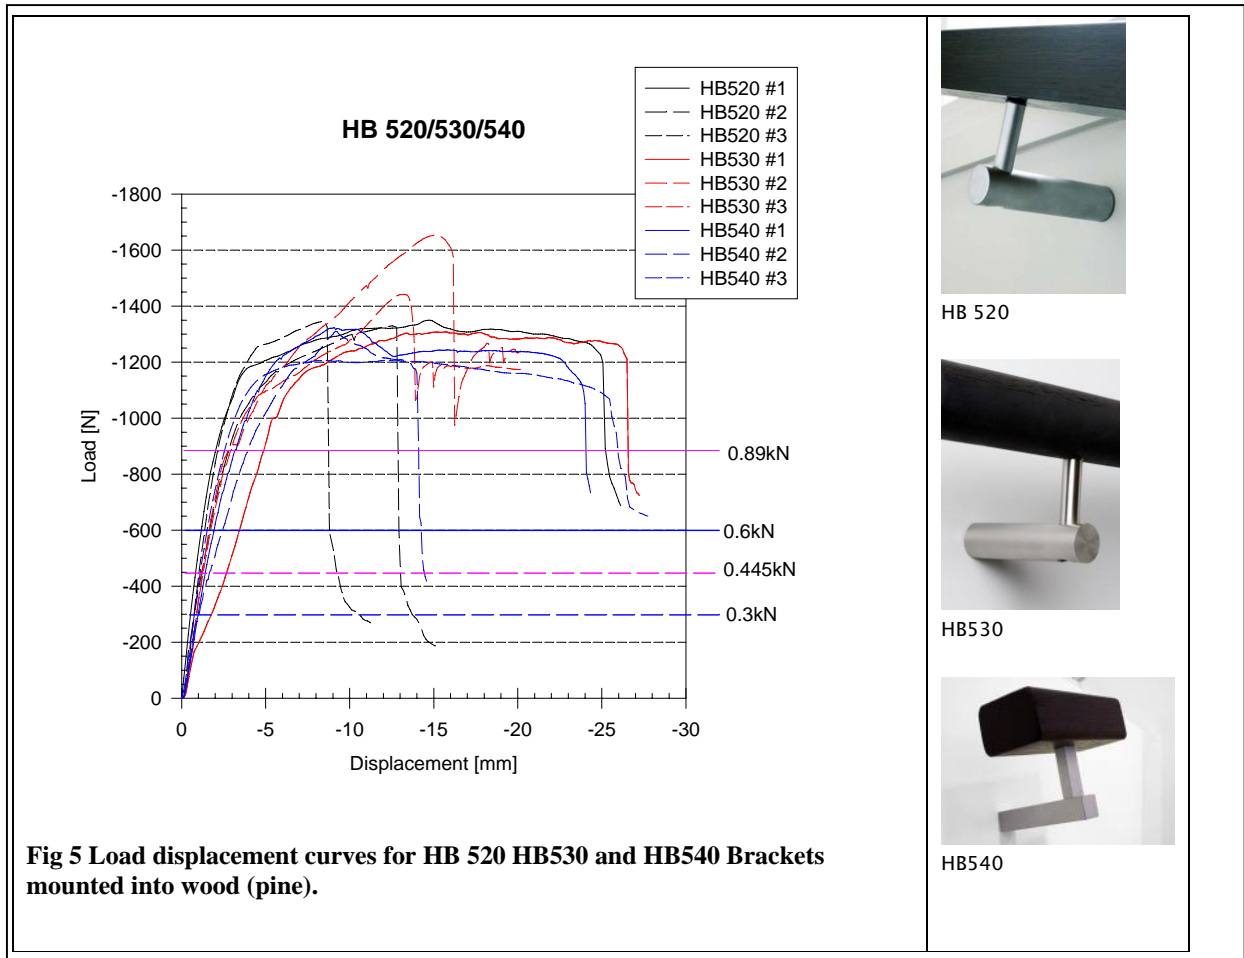 HB 520/530/540
HB520 #1
HB520 #2
HB520 #3
HB530 #1
HB530 #2
HB530 #3
HB540 #1
HB540 #2
HB540 #3
Load [N]
-1800
-1600
-1400
-1200
-1000
-800
-600
-400
-200
0
0.89kN
0.6kN
0.445kN
0.3kN
0 -5 -10 -15 -20 -25 -30
Displacement [mm]
Fig 5 Load displacement curves for HB 520 HB530 and HB540 Brackets
mounted into wood (pine).
HB 520
HB530
HB540